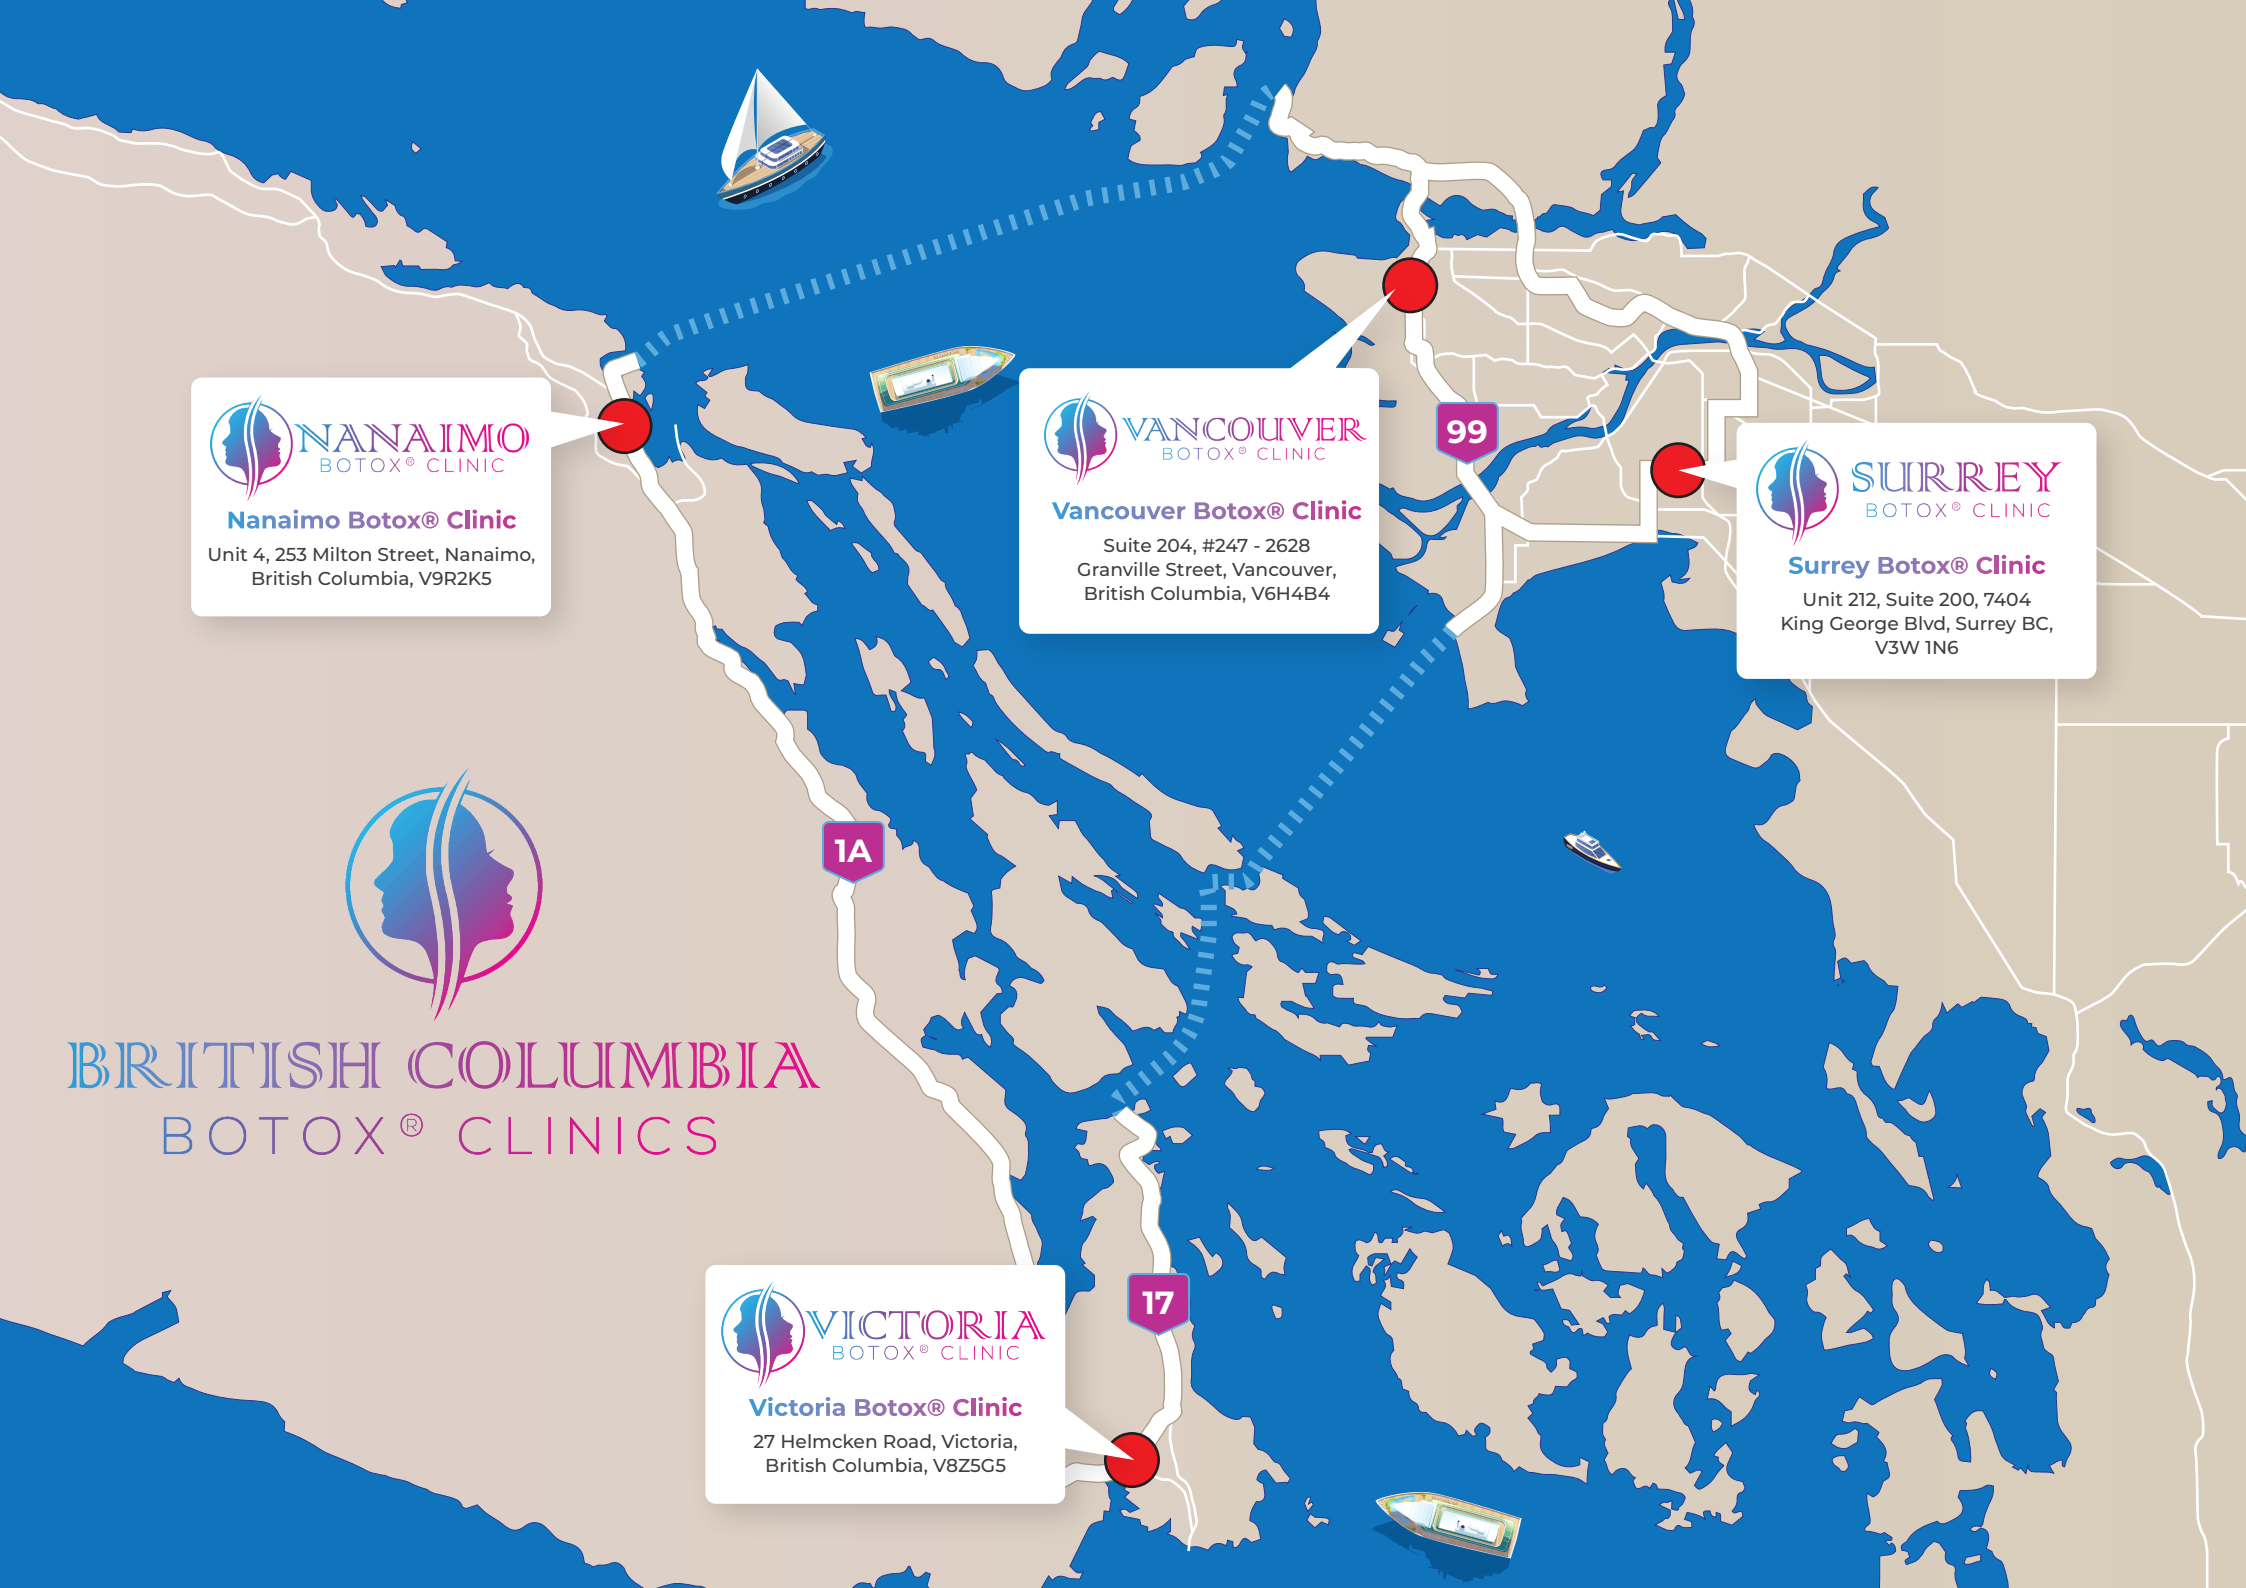 NANAIMO
BOTOX® CLINIC
Nanaimo Botox® Clinic
Unit 4, 253 Milton Street, Nanaimo,
British Columbia, V9R2K5
VANCOUVER
BOTOX® CLINIC
Vancouver Botox® Clinic
Suite 204, #247 - 2628
Granville Street, Vancouver,
British Columbia, V6H4B4
99
SURREY
BOTOX® CLINIC
Surrey Botox® Clinic
Unit 212, Suite 200, 7404
King George Blvd, Surrey BC,
V3W 1N6
1A
BRITISH COLUMBIA
BOTOX® CLINICS
17
VICTORIA
BOTOX® CLINIC
Victoria Botox® Clinic
27 Helmcken Road, Victoria,
British Columbia, V8Z5G5